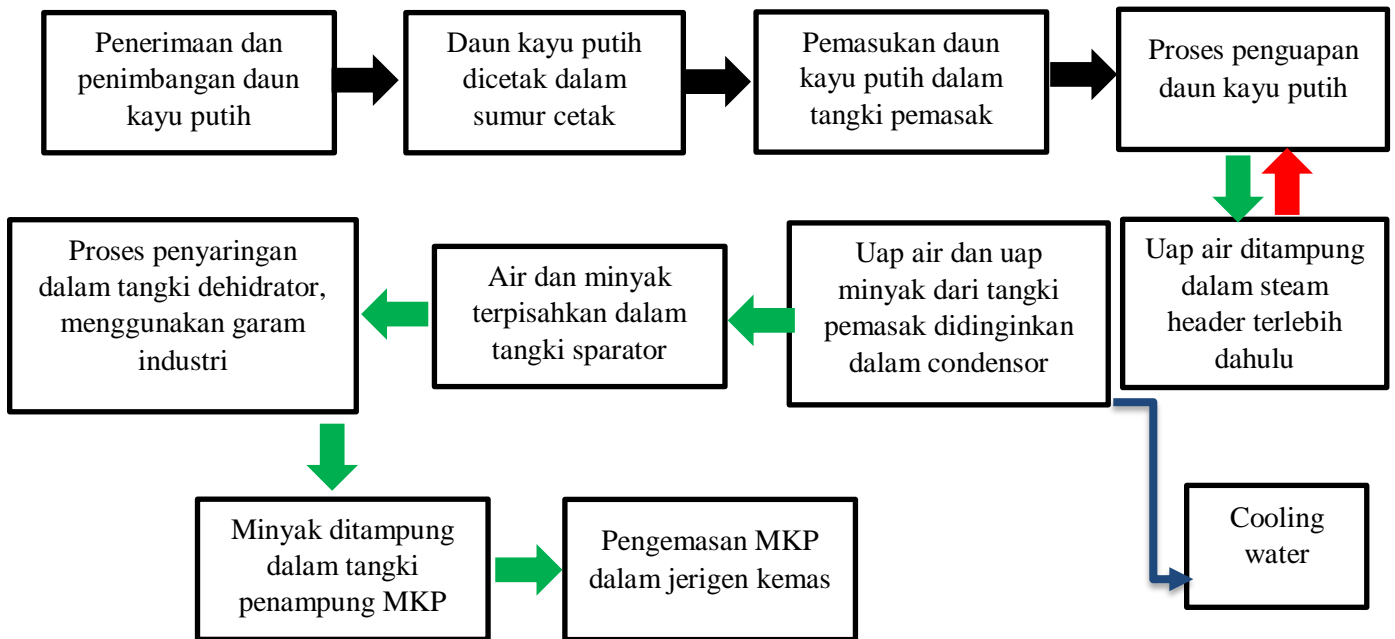 Penerimaan dan
penimbangan daun
kayu putih
Daun kayu putih
dicetak dalam
sumur cetak
Pemasukan daun
kayu putih dalam
tangki pemasak
Proses penguapan
daun kayu putih
Proses penyaringan
dalam tangki dehidrator,
menggunakan garam
industri
Air dan minyak
terpisahkan dalam
tangki sparator
Uap air dan uap
minyak dari tangki
pemasak didinginkan
dalam condensor
Uap air ditampung
dalam steam
header terlebih
dahulu
Minyak ditampung
dalam tangki
penampung MKP
Pengemasan MKP
dalam jerigen kemas
Cooling
water